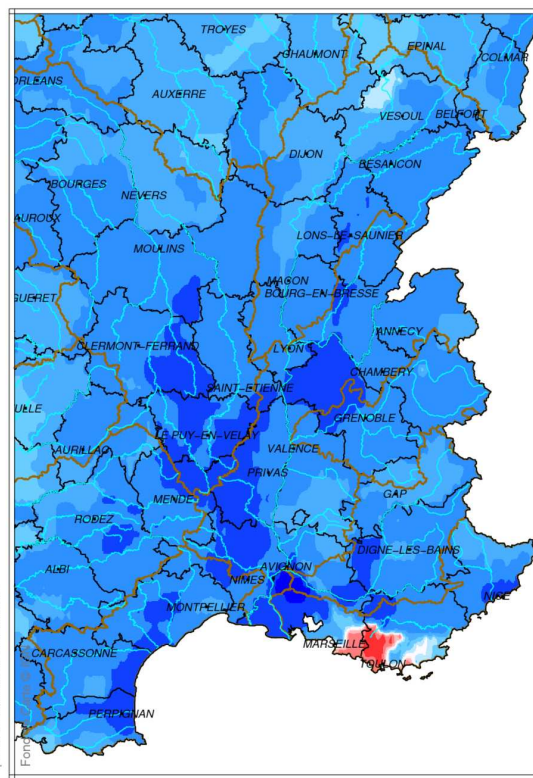 TROYES
CHAUMONT
EPINAL
COLMAR
ORLEANS
AUXERRE
VESOUL
BELFORT
DIJON
BESANCON
BOURGES
NEVERS
AUROUX
LONS-LE-SAUNIER
MOULINS
MACON
BOURG-EN-BRESSE
GUERET
ANNECY
CLERMONT-FERRAND
LYON
CHAMBERY
SAINT-ETIENNE
ULLE
GRENOBLE
LE PUY-EN-VELAY
AURILLAC
VALENCE
PRIVAS
MENDE
GAP
RODEZ
DIGNE-LES-BAINS
ALBI
AVIGNON
NIMES
NICE
MONTPELLIER
MARSEILLE
CARCASSONNE
TOULON
PERPIGNAN